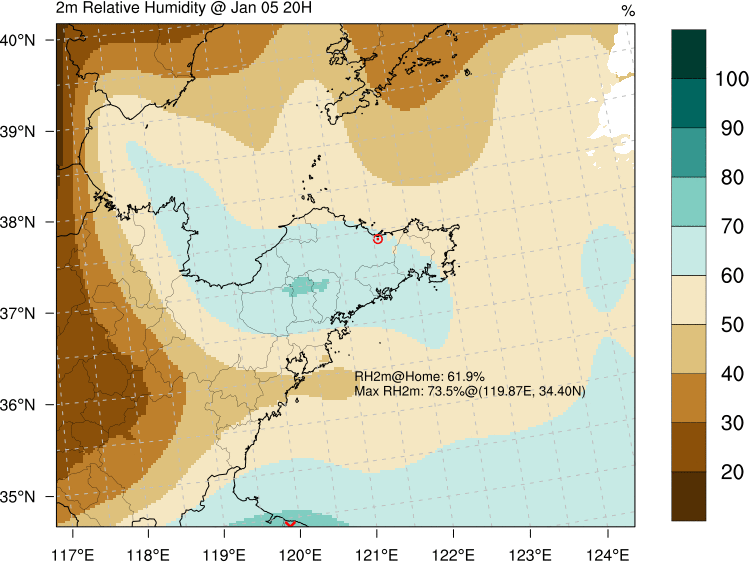 2m Relative Humidity @ Jan 05 20H
%
40°N
39°N
38°N
37°N
36°N
35°N
RH2m@Home: 61.9%
Max RH2m: 73.5%@(119.87E, 34.40N)
117°E 118°E 119°E 120°E 121°E 122°E 123°E 124°E
100
90
80
70
60
50
40
30
20